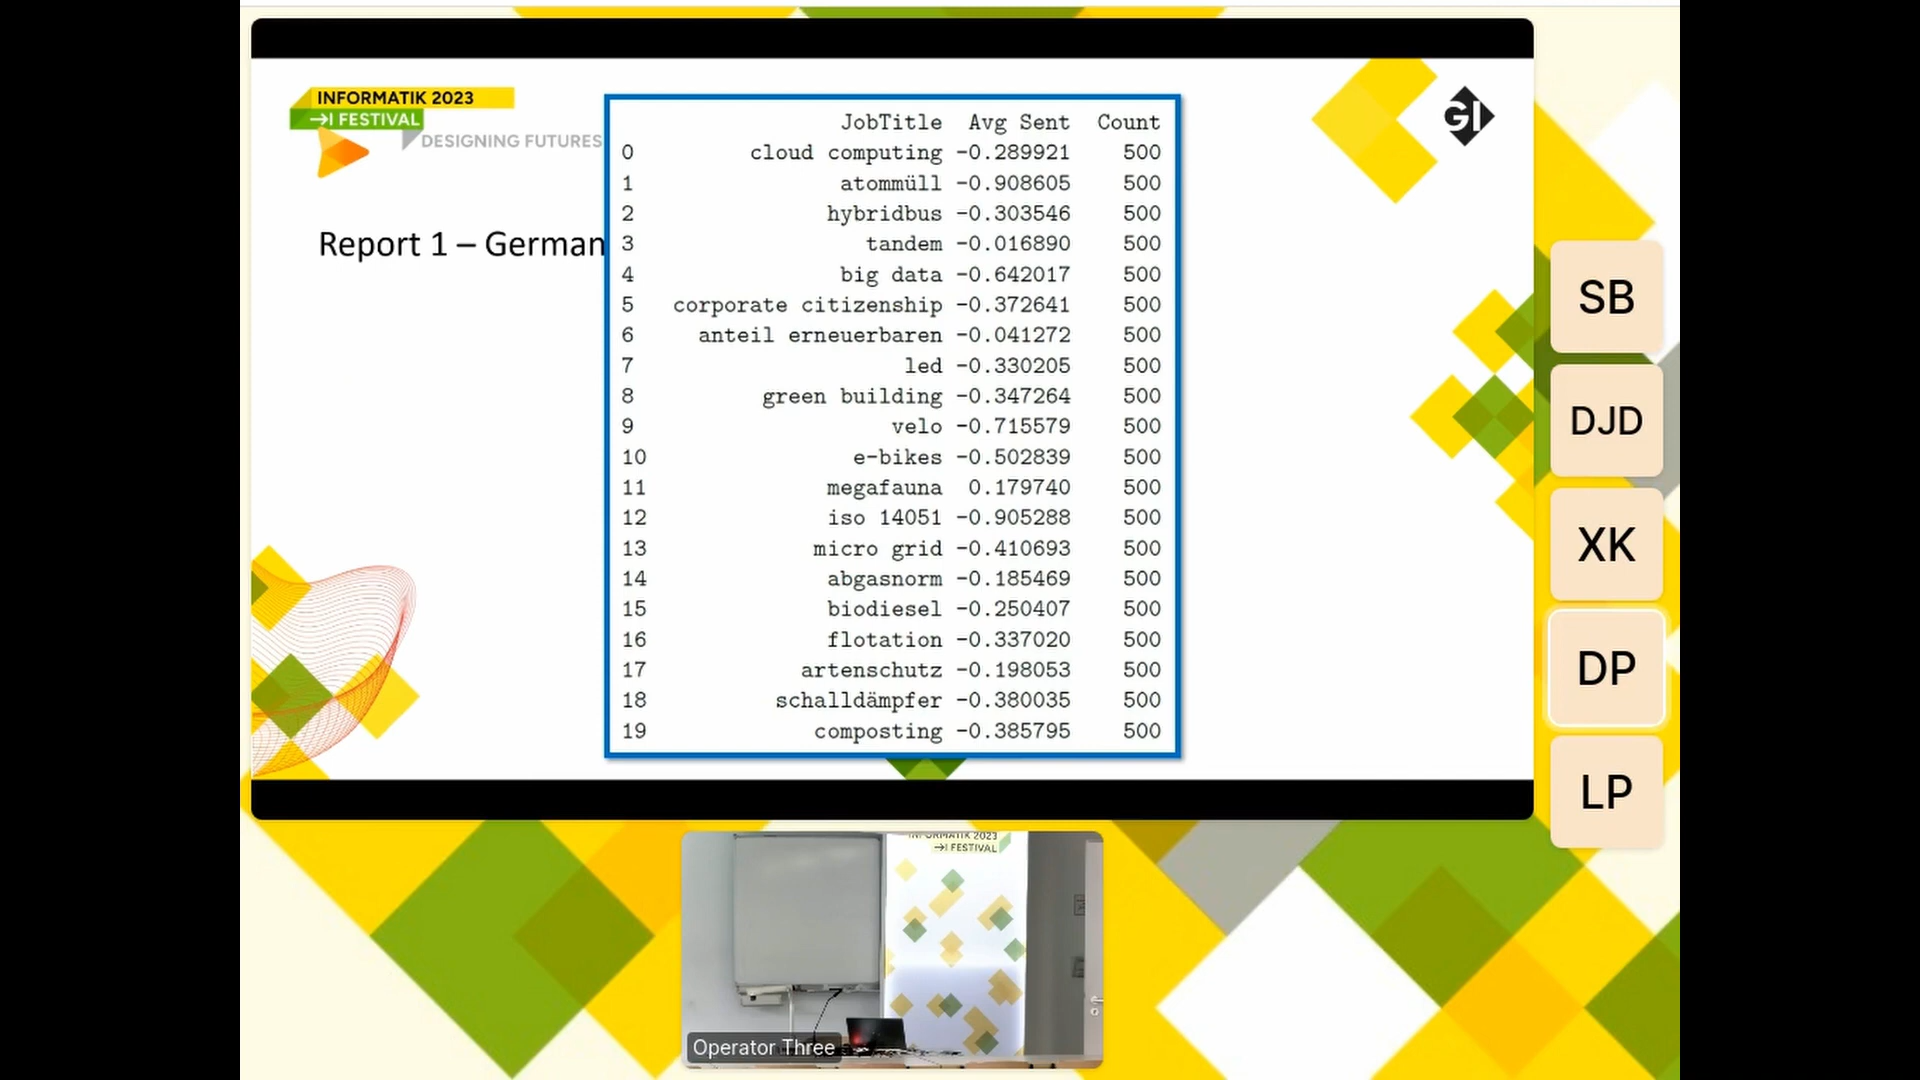 INFORMATIK 2023
I FESTIVAL
DESIGNING FUTURES
GI
Report 1 – German
JobTitle Avg Sent Count
0 cloud computing -0.289921 500
1 atommüll -0.908605 500
2 hybridbus -0.303546 500
3 tandem -0.016890 500
4 big data -0.642017 500
5 corporate citizenship -0.372641 500
6 anteil erneuerbaren -0.041272 500
7 led -0.330205 500
8 green building -0.347264 500
9 velo -0.715579 500
10 e-bikes -0.502839 500
11 megafauna 0.179740 500
12 iso 14051 -0.905288 500
13 micro grid -0.410693 500
14 abgasnorm -0.185469 500
15 biodiesel -0.250407 500
16 flotation -0.337020 500
17 artenschutz -0.198053 500
18 schalldämpfer -0.380035 500
19 composting -0.385795 500
SB
DJD
XK
DP
LP
INFORMATIK 2023
I FESTIVAL
Operator Three